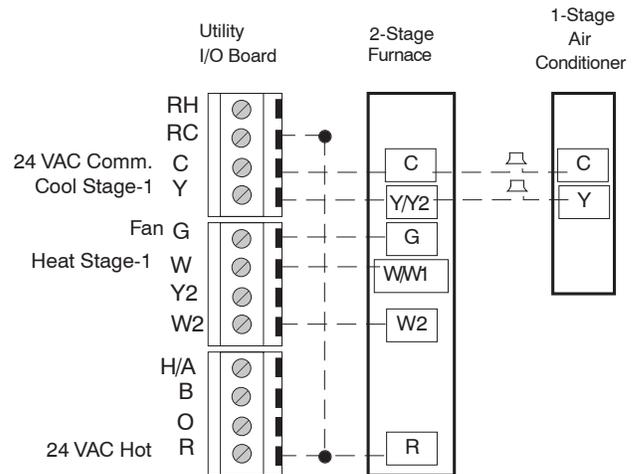 Utility
I/O Board
2-Stage
Furnace
1-Stage
Air
Conditioner
RH
RC
24 VAC Comm. C
Cool Stage-1 Y
Fan G
Heat Stage-1 W
Y2
W2
H/A
B
O
24 VAC Hot R
C
Y/Y2
G
W/W1
W2
R
C
Y